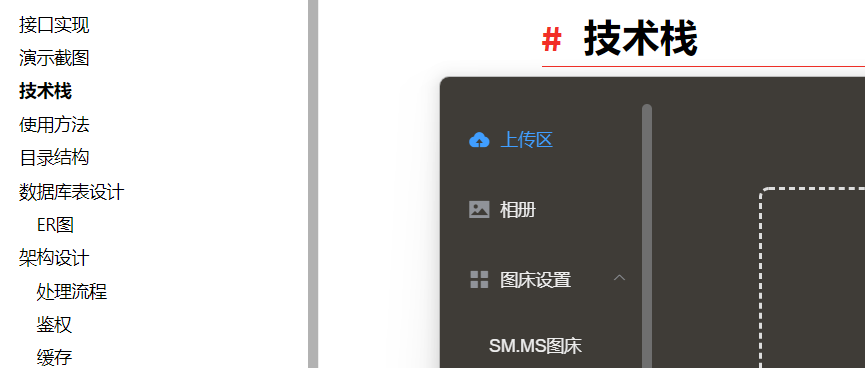 接口实现
演示截图
技术栈
使用方法
目录结构
数据库表设计
ER图
架构设计
处理流程
鉴权
缓存
# 技术栈
上传区
相册
图床设置
SM.MS图床